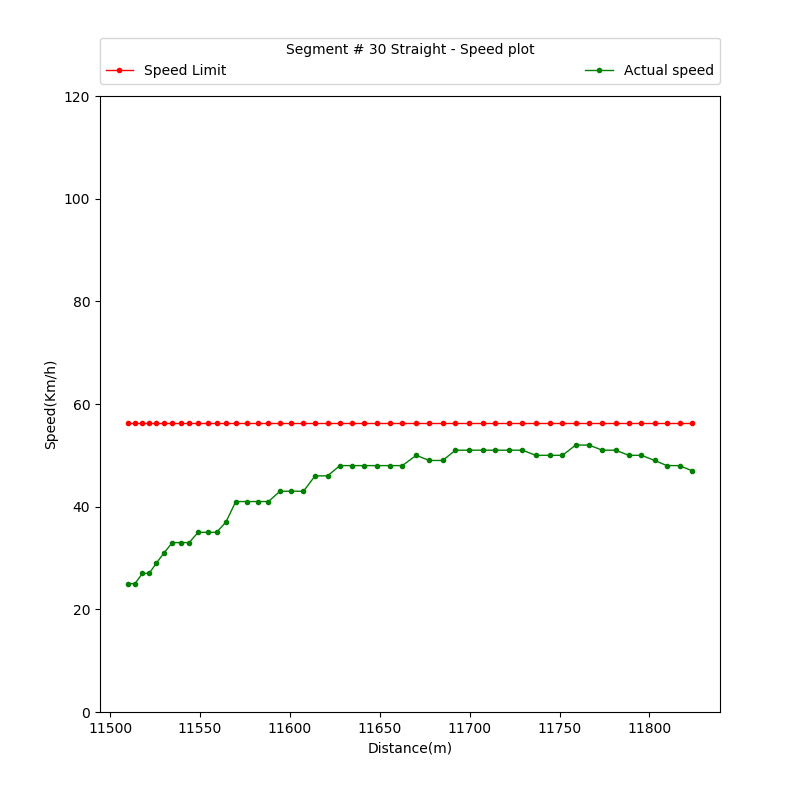 Segment # 30 Straight - Speed plot
Speed Limit
Actual speed
120
100
80
60
40
20
0
Speed(Km/h)
11500 11550 11600 11650 11700 11750 11800
Distance(m)